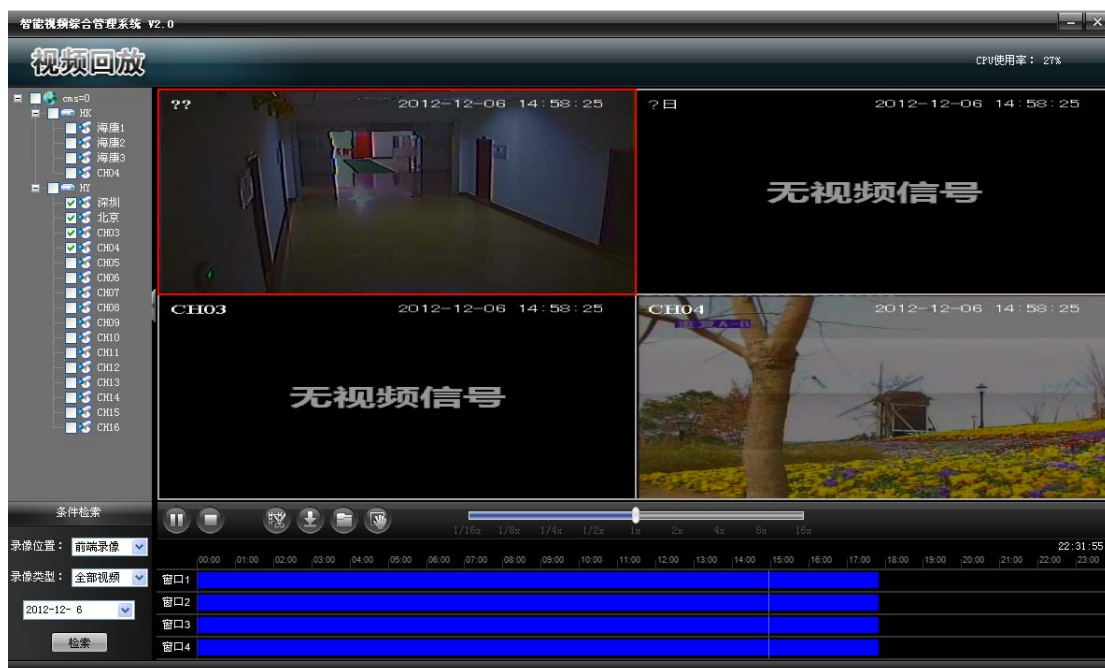 智能视频综合管理系统 V2.0
视频回放
CPU使用率: 27%
cms=0
HK
海康1
海康2
海康3
CH04
HY
深圳
北京
CH03
CH04
CH05
CH06
CH07
CH08
CH09
CH10
CH11
CH12
CH13
CH14
CH15
CH16
?? 2012-12-06 14:58:25
?日 2012-12-06 14:58:25
无视频信号
CH03 2012-12-06 14:58:25
无视频信号
CH04 2012-12-06 14:58:25
A-B
条件检索
录像位置: 前端录像
录像类型: 全部视频
2012-12- 6
检索
1/16x 1/8x 1/4x 1/2x 1x 2x 4x 8x 16x
22:31:55
00:00 01:00 02:00 03:00 04:00 05:00 06:00 07:00 08:00 09:00 10:00 11:00 12:00 13:00 14:00 15:00 16:00 17:00 18:00 19:00 20:00 21:00 22:00 23:00
窗口1
窗口2
窗口3
窗口4